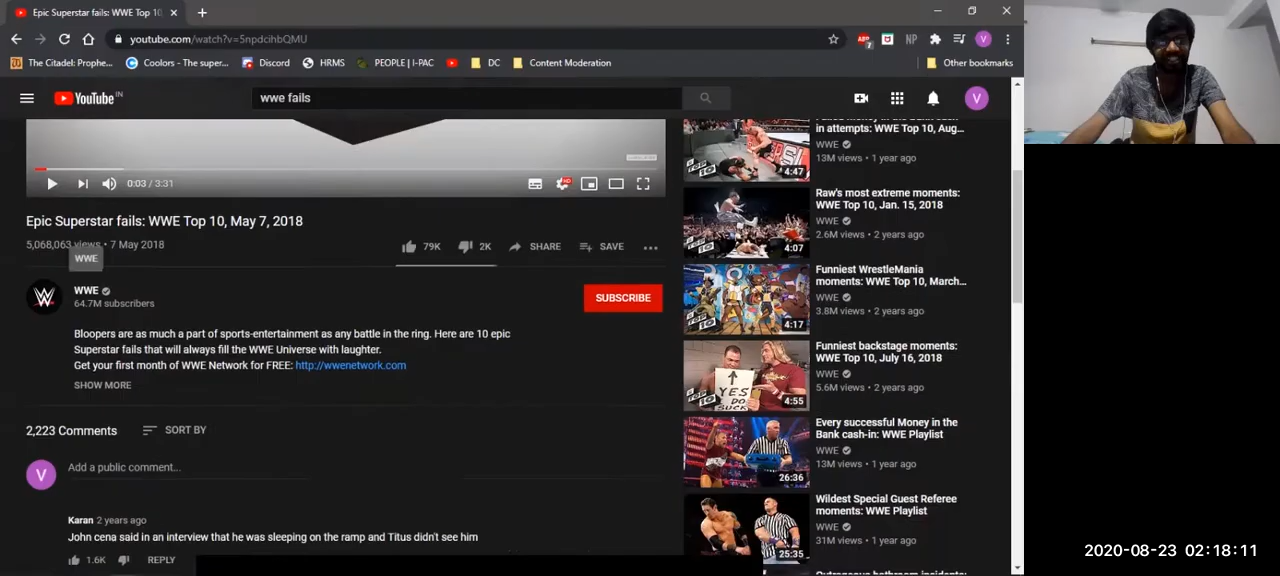 Epic Superstar fails: WWE Top 10
youtube.com/watch?v=5npdcihbQMU
ABP
7
NP
V
The Citadel: Prophe...
Coolors - The super...
Discord
HRMS
PEOPLE | I-PAC
DC
Content Moderation
Other bookmarks
YouTube IN
wwe fails
V
0:03 / 3:31
HD
Epic Superstar fails: WWE Top 10, May 7, 2018
5,068,063 views • 7 May 2018
WWE
79K
2K
SHARE
SAVE
WWE
64.7M subscribers
SUBSCRIBE
Bloopers are as much a part of sports-entertainment as any battle in the ring. Here are 10 epic
Superstar fails that will always fill the WWE Universe with laughter.
Get your first month of WWE Network for FREE: http://wwenetwork.com
SHOW MORE
2,223 Comments
SORT BY
V
Add a public comment...
Karan 2 years ago
John cena said in an interview that he was sleeping on the ramp and Titus didn't see him
1.6K
REPLY
in attempts: WWE Top 10, Aug...
WWE
13M views • 1 year ago
4:47
Raw's most extreme moments:
WWE Top 10, Jan. 15, 2018
WWE
2.6M views • 2 years ago
4:07
Funniest WrestleMania
moments: WWE Top 10, March...
WWE
3.8M views • 2 years ago
4:17
Funniest backstage moments:
WWE Top 10, July 16, 2018
WWE
5.6M views • 2 years ago
YES
DO
SUCK
4:55
Every successful Money in the
Bank cash-in: WWE Playlist
WWE
13M views • 1 year ago
26:36
Wildest Special Guest Referee
moments: WWE Playlist
WWE
31M views • 1 year ago
25:35
2020-08-23 02:18:11